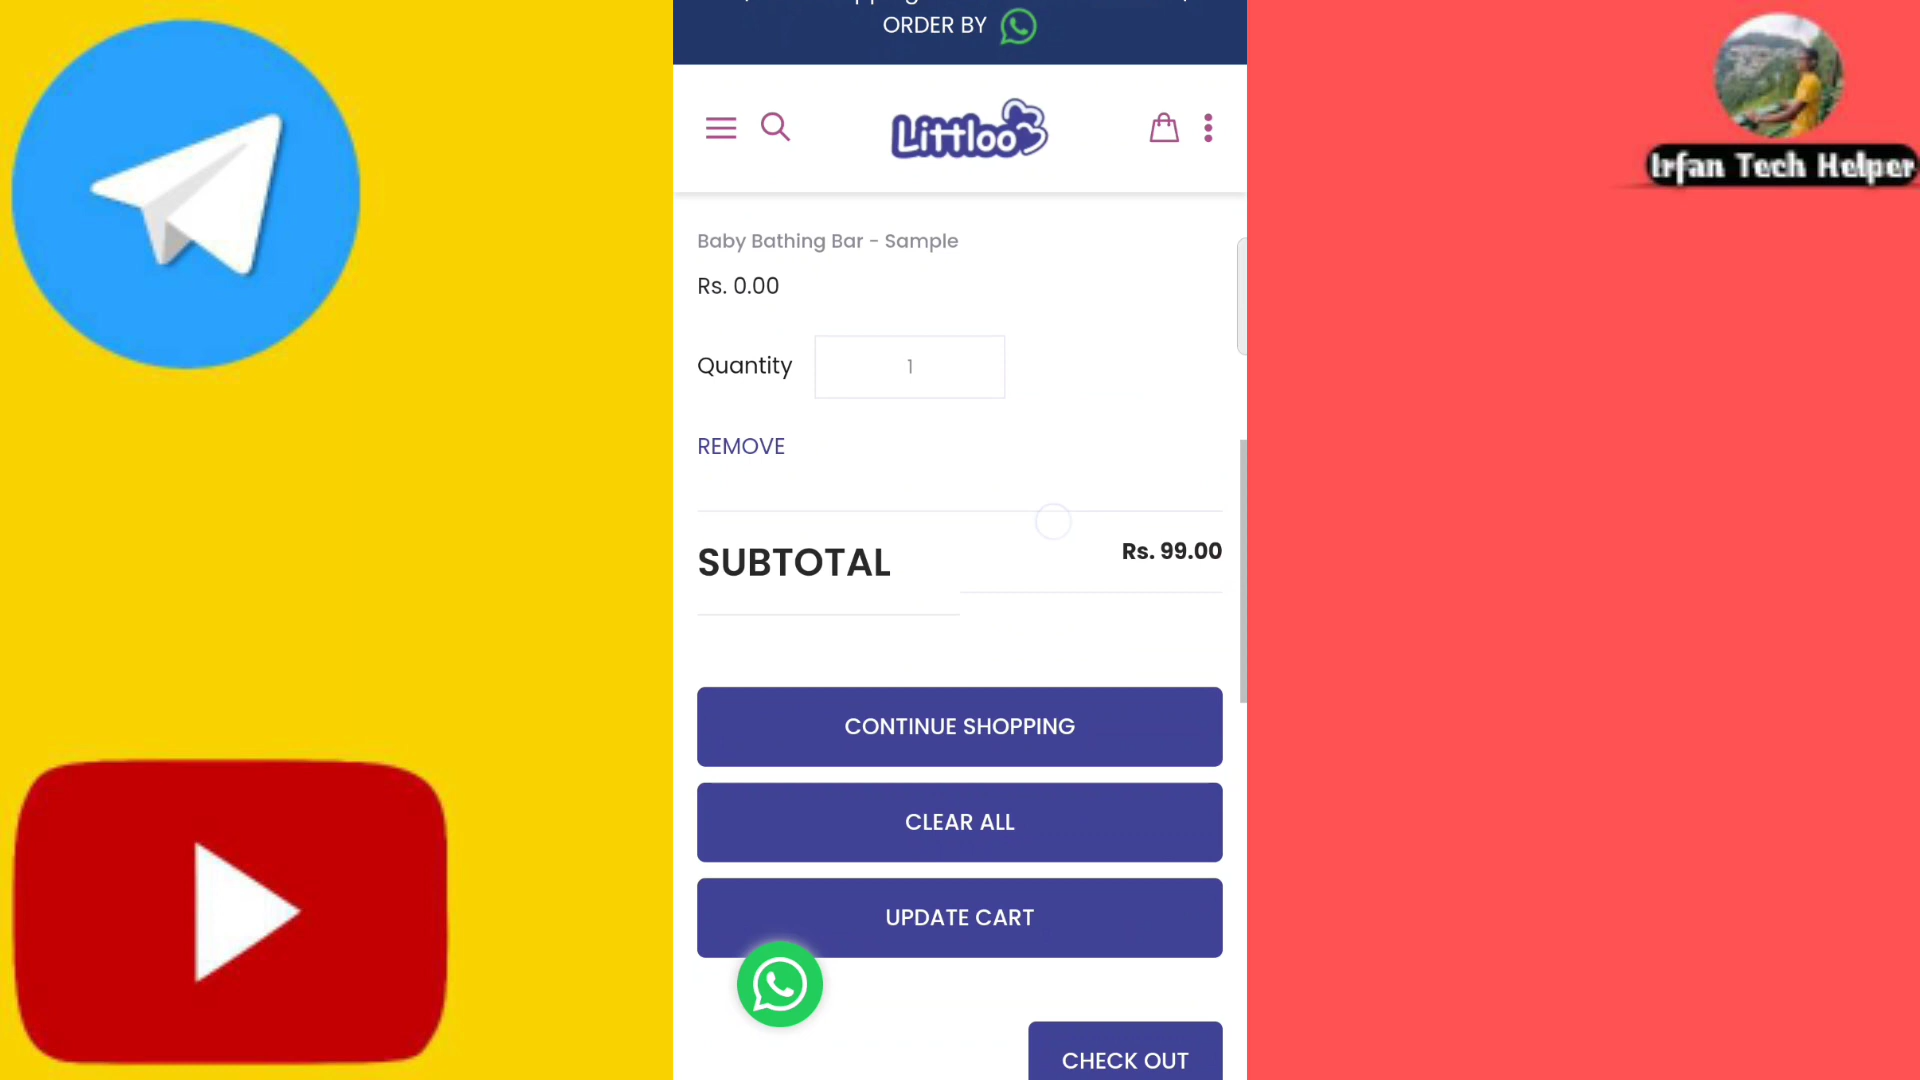 ORDER BY
Littloo
Irfan Tech Helper
Baby Bathing Bar - Sample
Rs. 0.00
Quantity 1
REMOVE
SUBTOTAL Rs. 99.00
CONTINUE SHOPPING
CLEAR ALL
UPDATE CART
CHECK OUT